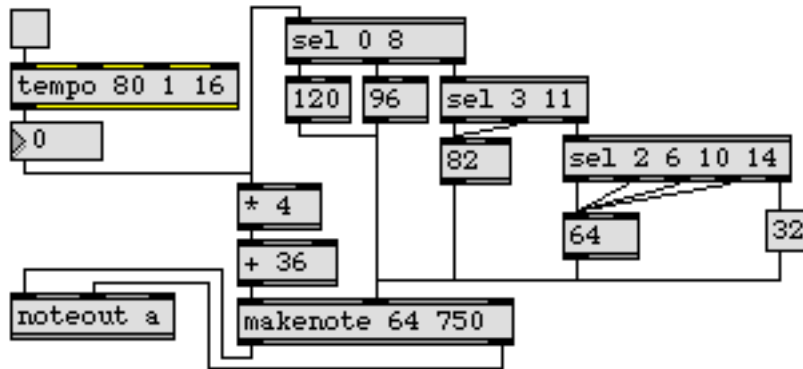 sel 0 8
tempo 80 1 16
120
96
sel 3 11
0
82
sel 2 6 10 14
* 4
64
32
+ 36
noteout a
makenote 64 750